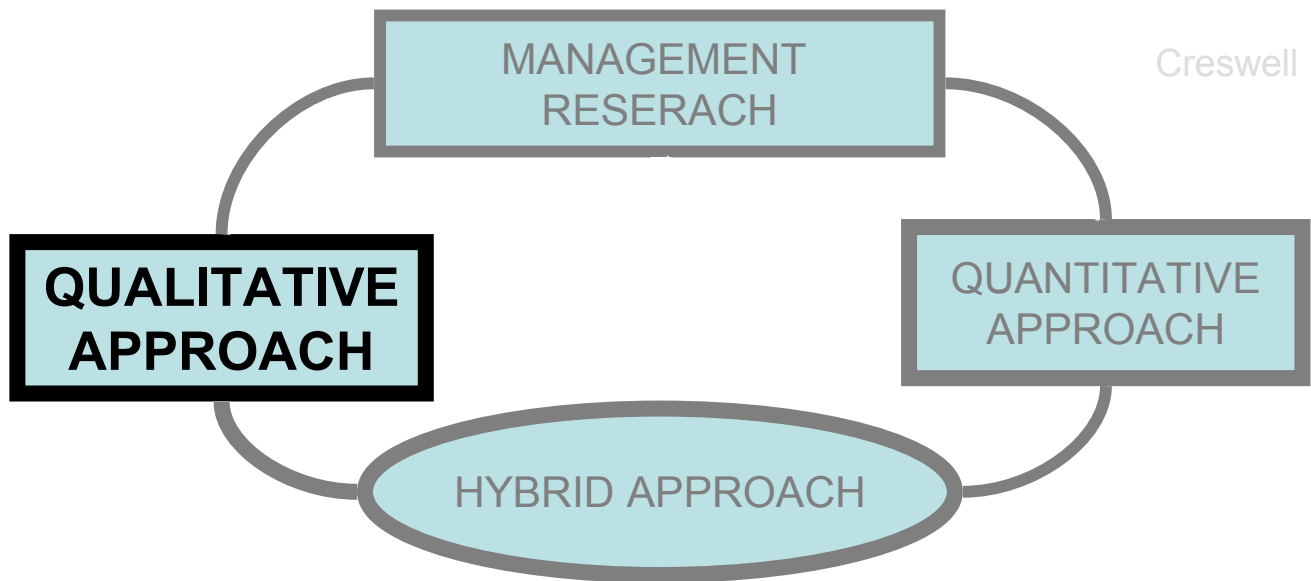 MANAGEMENT
RESERACH
Creswell
QUALITATIVE
APPROACH
QUANTITATIVE
APPROACH
HYBRID APPROACH